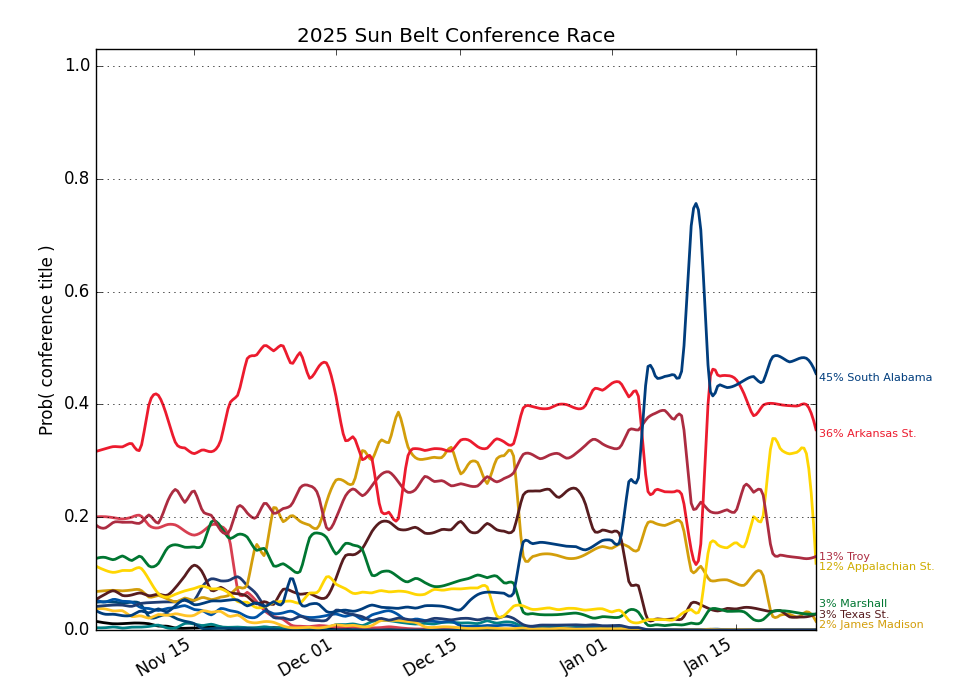 2025 Sun Belt Conference Race
Prob( conference title )
1.0
0.8
0.6
0.4
0.2
0.0
Nov 15
Dec 01
Dec 15
Jan 01
Jan 15
45% South Alabama
36% Arkansas St.
13% Troy
12% Appalachian St.
3% Marshall
3% Texas St.
2% James Madison